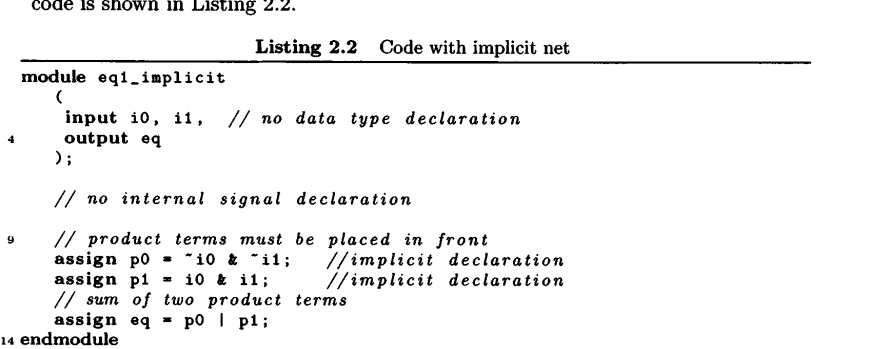 code is shown in Listing 2.2.
Listing 2.2 Code with implicit net
module eq1_implicit
(
input i0, i1, // no data type declaration
4 output eq
);
// no internal signal declaration
9 // product terms must be placed in front
assign p0 = ~i0 & ~i1; //implicit declaration
assign p1 = i0 & i1; //implicit declaration
// sum of two product terms
assign eq = p0 | p1;
14 endmodule